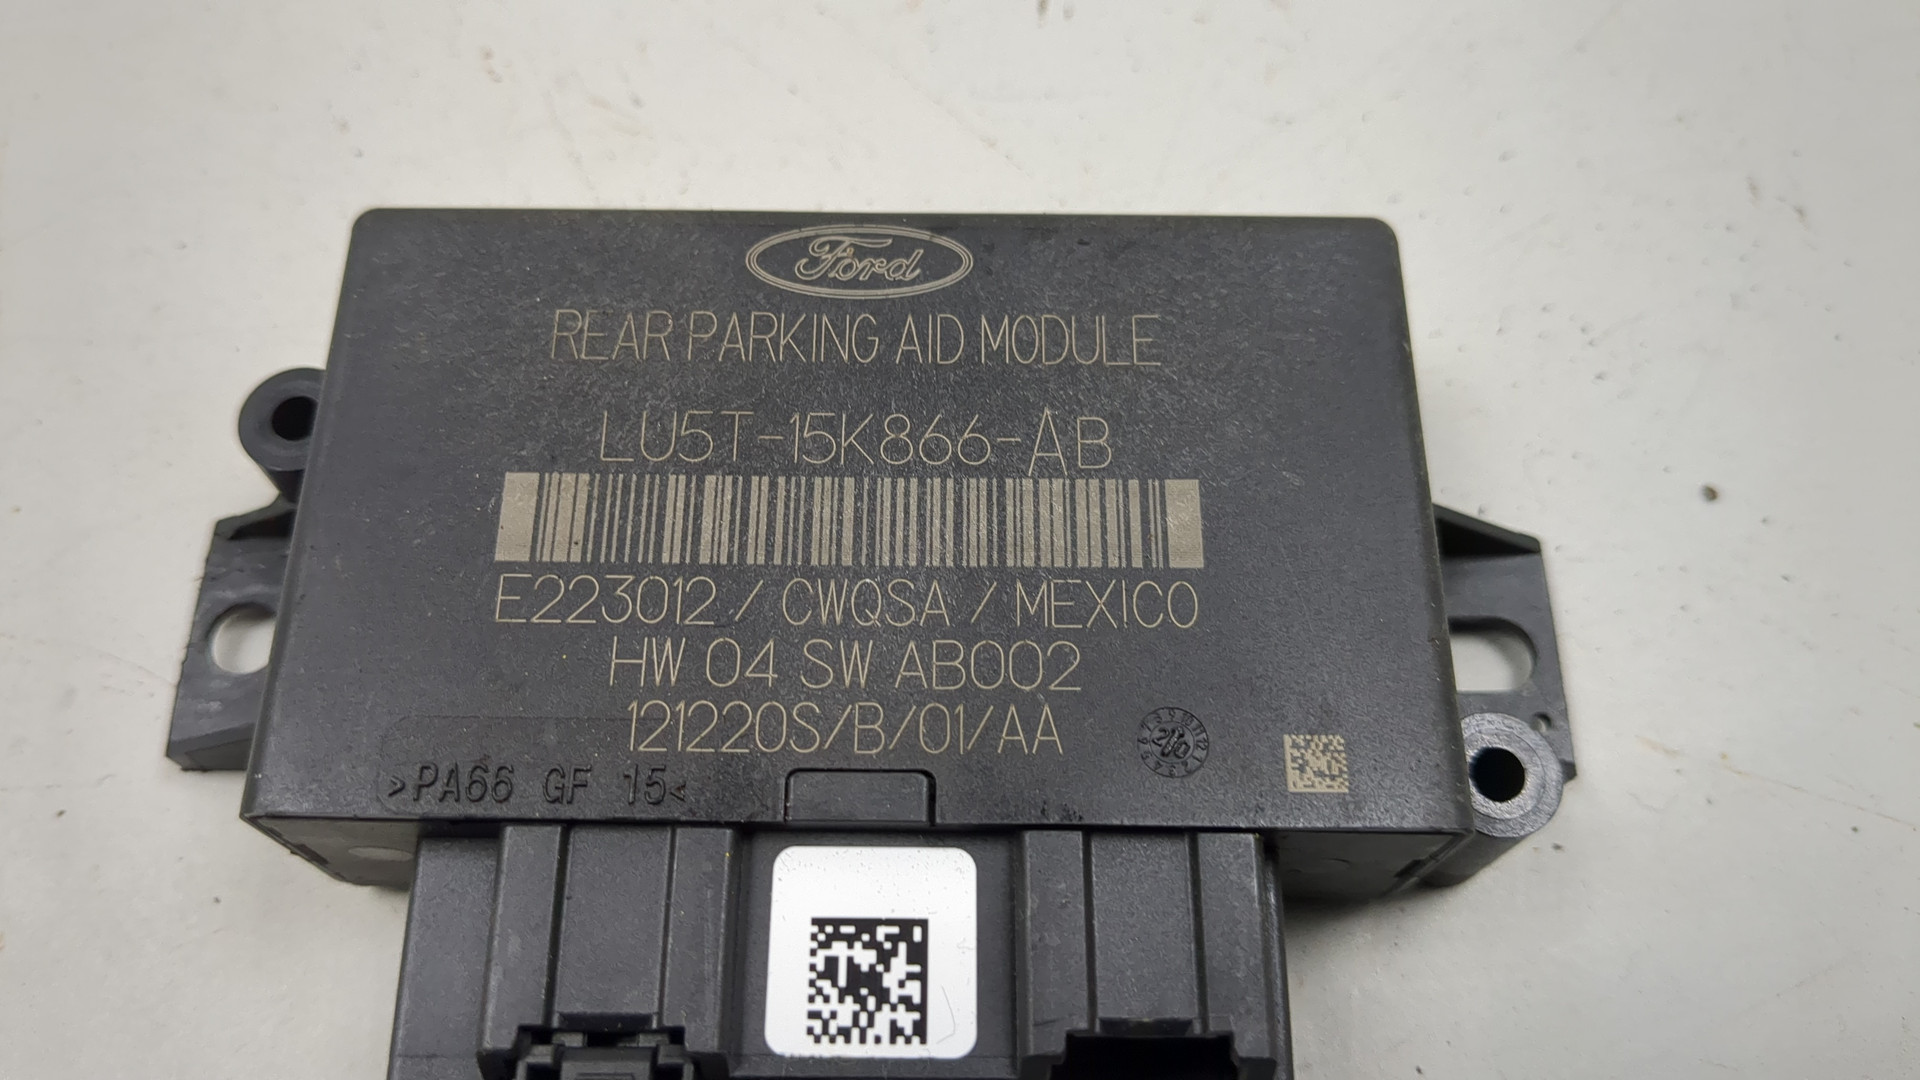 Ford
REAR PARKING AID MODULE
LU5T-15K866-AB
E223012 / CWQSA / MEXICO
HW 04 SW AB002
121220S/B/01/AA
>PA66 GF 15<